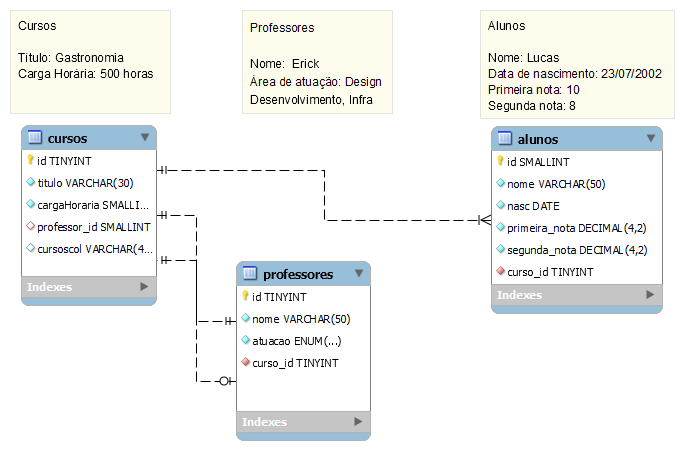 Cursos
Título: Gastronomia
Carga Horária: 500 horas
Professores
Nome: Erick
Área de atuação: Design
Desenvolvimento, Infra
Alunos
Nome: Lucas
Data de nascimento: 23/07/2002
Primeira nota: 10
Segunda nota: 8
cursos
id TINYINT
titulo VARCHAR(30)
cargaHoraria SMALLI...
professor_id SMALLINT
cursoscol VARCHAR(4...
Indexes
professores
id TINYINT
nome VARCHAR(50)
atuacao ENUM(...)
curso_id TINYINT
Indexes
alunos
id SMALLINT
nome VARCHAR(50)
nasc DATE
primeira_nota DECIMAL(4,2)
segunda_nota DECIMAL(4,2)
curso_id TINYINT
Indexes